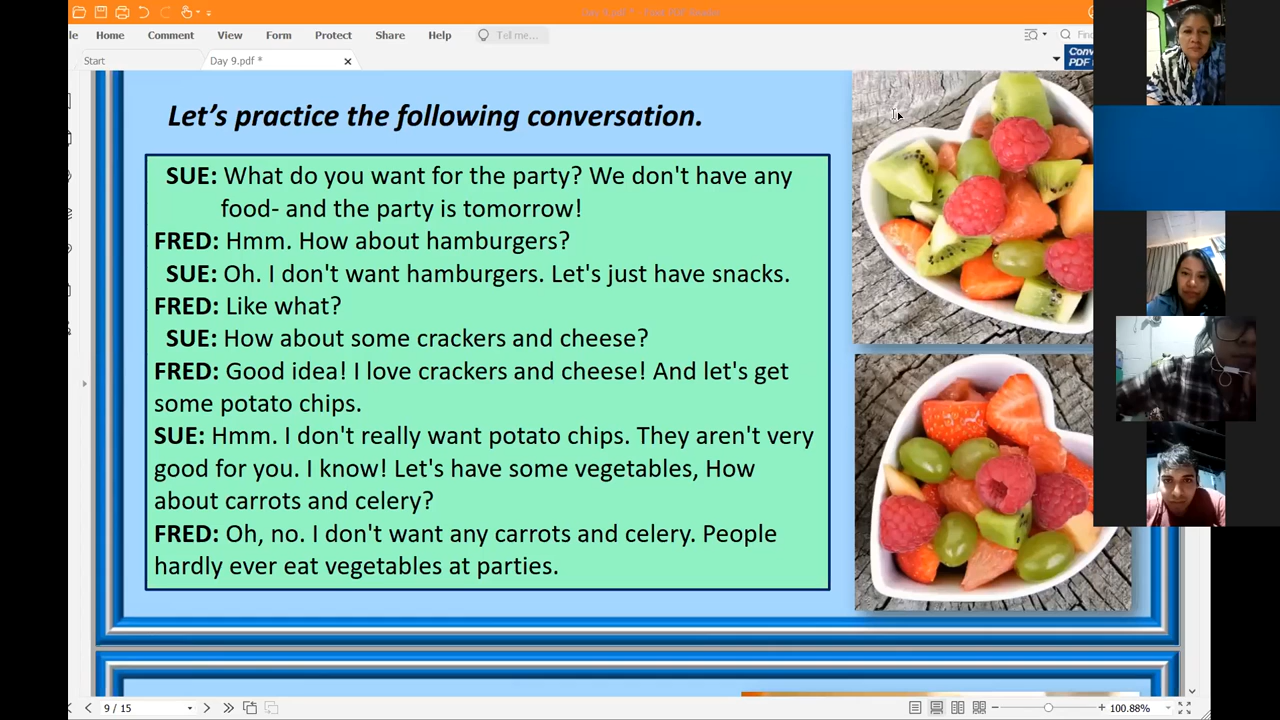 Home Comment View Form Protect Share Help Tell me...
Start Day 9.pdf *
Let's practice the following conversation.
SUE: What do you want for the party? We don't have any
food- and the party is tomorrow!
FRED: Hmm. How about hamburgers?
SUE: Oh. I don't want hamburgers. Let's just have snacks.
FRED: Like what?
SUE: How about some crackers and cheese?
FRED: Good idea! I love crackers and cheese! And let's get
some potato chips.
SUE: Hmm. I don't really want potato chips. They aren't very
good for you. I know! Let's have some vegetables, How
about carrots and celery?
FRED: Oh, no. I don't want any carrots and celery. People
hardly ever eat vegetables at parties.
9 / 15
100.88%